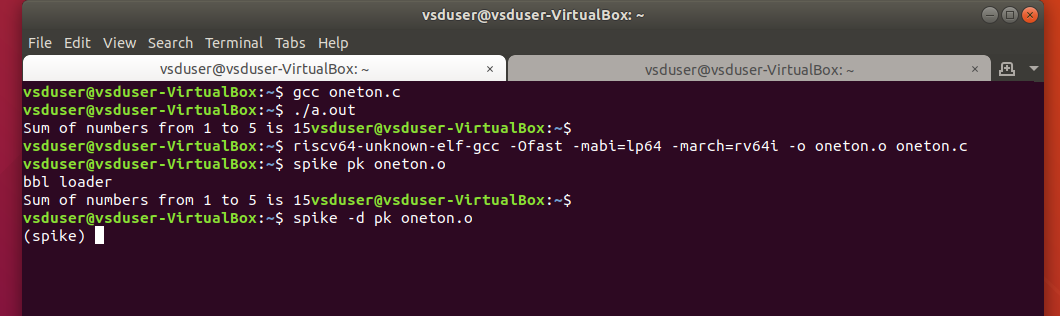 vsduser@vsduser-VirtualBox: ~
File Edit View Search Terminal Tabs Help
vsduser@vsduser-VirtualBox: ~ × vsduser@vsduser-VirtualBox: ~ ×
vsduser@vsduser-VirtualBox:~$ gcc oneton.c
vsduser@vsduser-VirtualBox:~$ ./a.out
Sum of numbers from 1 to 5 is 15vsduser@vsduser-VirtualBox:~$
vsduser@vsduser-VirtualBox:~$ riscv64-unknown-elf-gcc -Ofast -mabi=lp64 -march=rv64i -o oneton.o oneton.c
vsduser@vsduser-VirtualBox:~$ spike pk oneton.o
bbl loader
Sum of numbers from 1 to 5 is 15vsduser@vsduser-VirtualBox:~$
vsduser@vsduser-VirtualBox:~$ spike -d pk oneton.o
(spike)